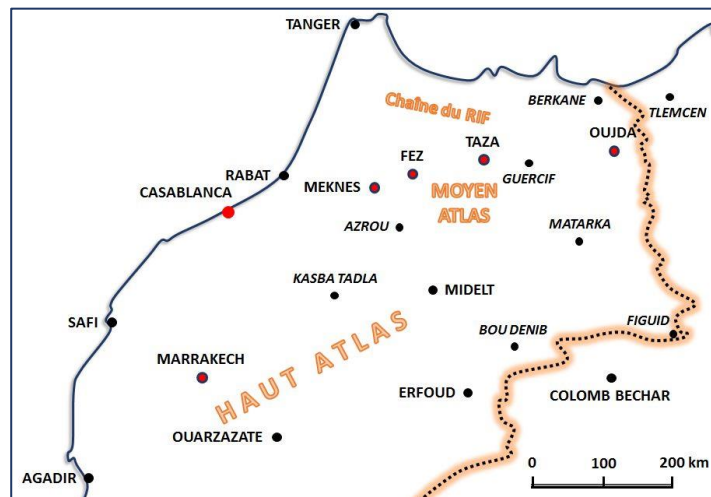 TANGER
Chaîne du RIF
BERKANE
TLEMCEN
OUJDA
TAZA
FEZ
GUERCIF
RABAT
MEKNES
CASABLANCA
MOYEN
ATLAS
AZROU
MATARKA
KASBA TADLA
MIDELT
SAFI
FIGUID
BOU DENIB
HAUT ATLAS
MARRAKECH
ERFOUD
COLOMB BECHAR
OUARZAZATE
AGADIR
0 100 200 km